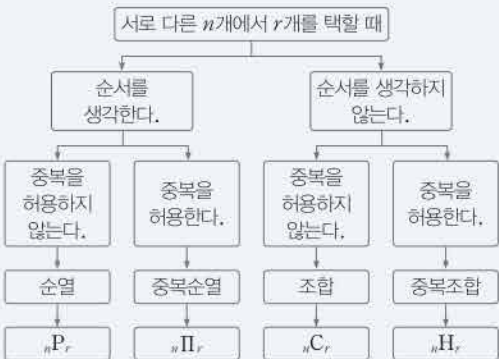 서로 다른 n개에서 r개를 택할 때
순서를
생각한다.
순서를 생각하지
않는다.
중복을
허용하지
않는다.
중복을
허용한다.
중복을
허용하지
않는다.
중복을
허용한다.
순열
중복순열
조합
중복조합
ₙPᵣ
ₙΠᵣ
ₙCᵣ
ₙHᵣ